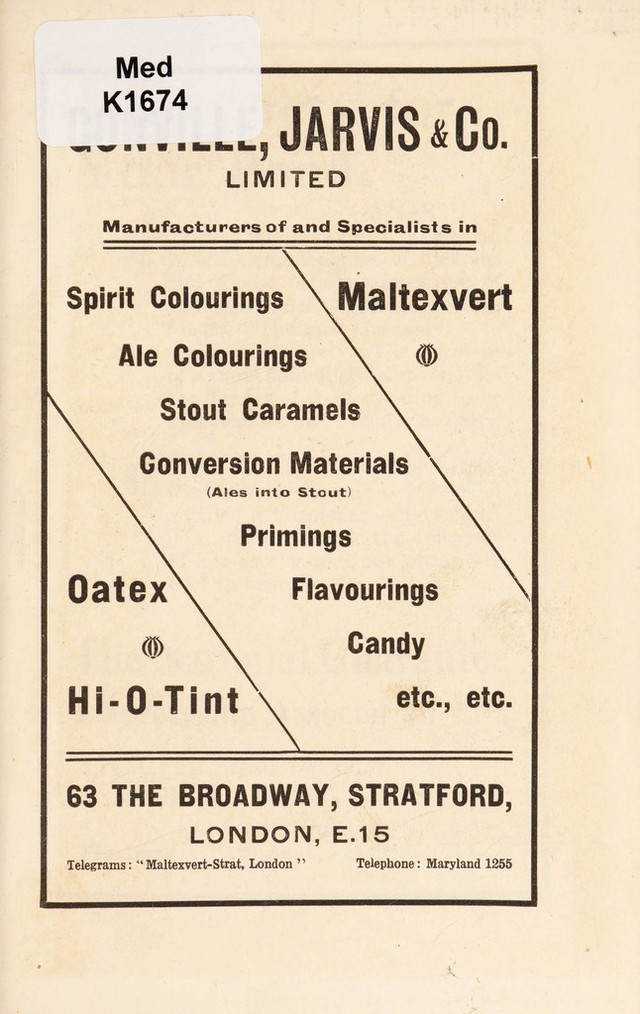 Med
K1674
JARVIS & Co.
LIMITED
Manufacturers of and Specialists in
Spirit Colourings
Maltexvert
Ale Colourings
Stout Caramels
Conversion Materials
(Ales into Stout)
Primings
Oatex
Flavourings
Candy
Hi-O-Tint
etc., etc.
63 THE BROADWAY, STRATFORD,
LONDON, E.15
Telegrams: "Maltexvert-Strat, London"
Telephone: Maryland 1255